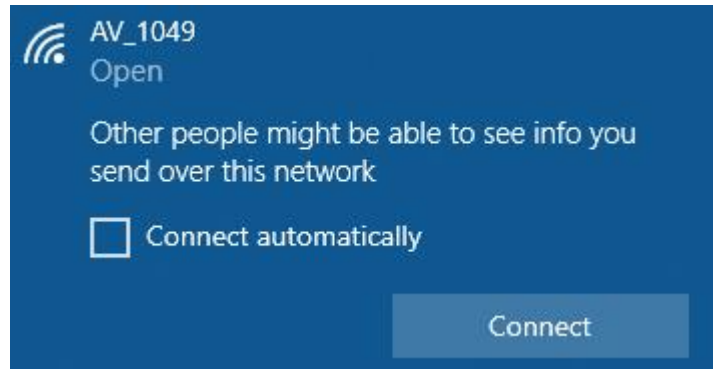 AV_1049
Open
Other people might be able to see info you
send over this network
Connect automatically
Connect